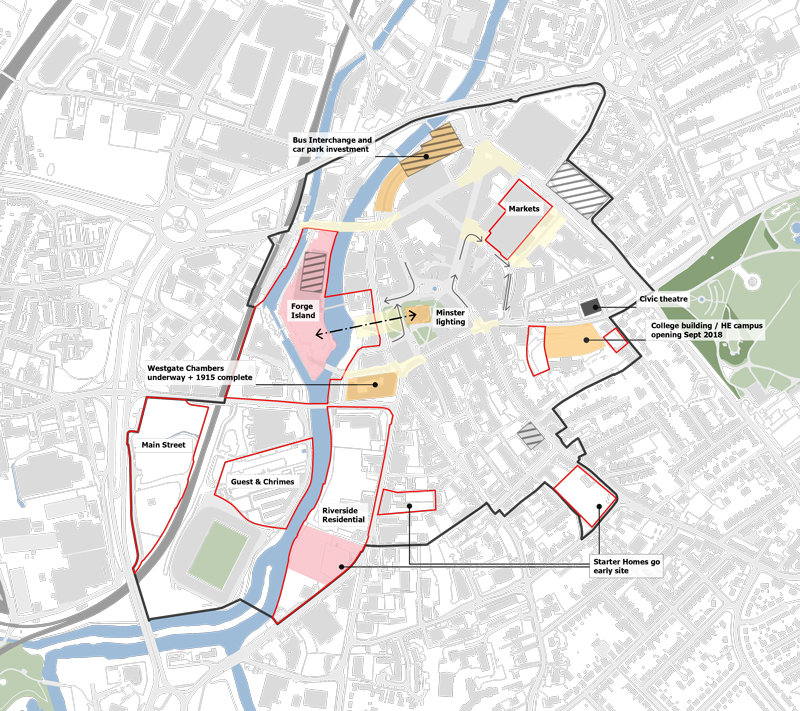 Bus Interchange and
car park investment
Markets
Forge
Island
Minster
lighting
Civic theatre
College building / HE campus
opening Sept 2018
Westgate Chambers
underway + 1915 complete
Main Street
Guest & Chrimes
Riverside
Residential
Starter Homes go
early site